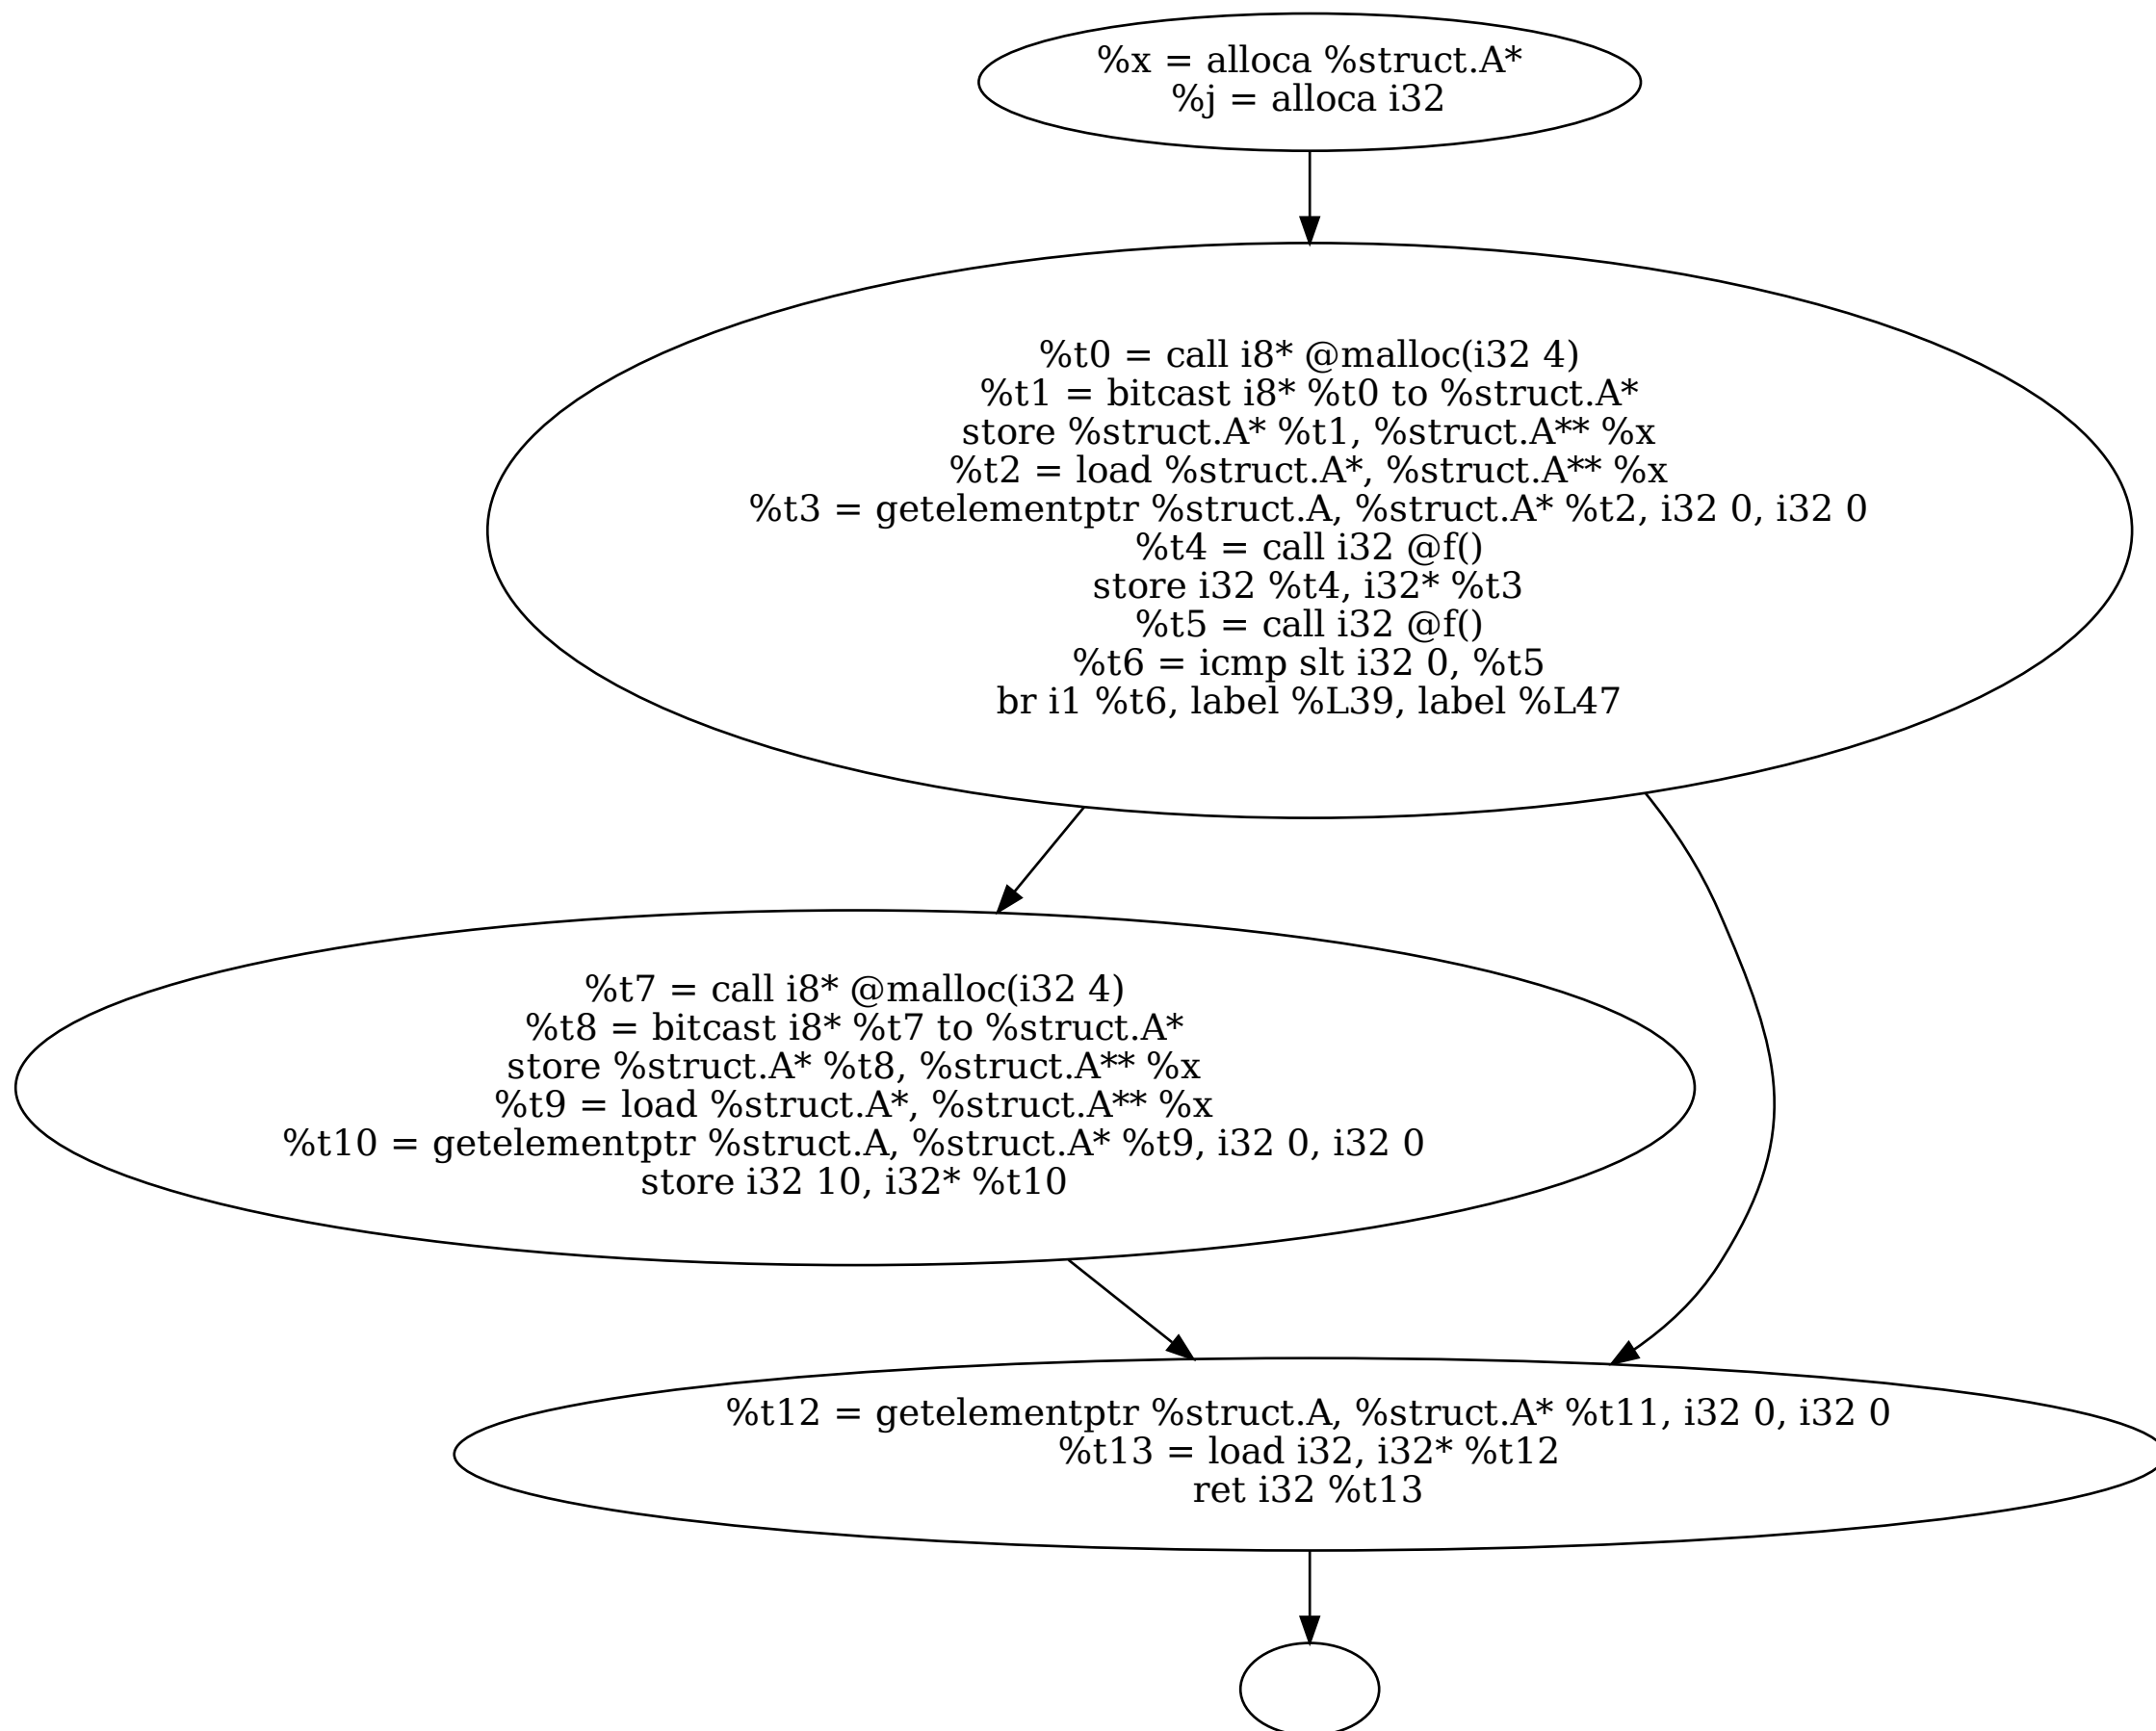 %x = alloca %struct.A*
%j = alloca i32
%t0 = call i8* @malloc(i32 4)
%t1 = bitcast i8* %t0 to %struct.A*
store %struct.A* %t1, %struct.A** %x
%t2 = load %struct.A*, %struct.A** %x
%t3 = getelementptr %struct.A, %struct.A* %t2, i32 0, i32 0
%t4 = call i32 @f()
store i32 %t4, i32* %t3
%t5 = call i32 @f()
%t6 = icmp slt i32 0, %t5
br i1 %t6, label %L39, label %L47
%t7 = call i8* @malloc(i32 4)
%t8 = bitcast i8* %t7 to %struct.A*
store %struct.A* %t8, %struct.A** %x
%t9 = load %struct.A*, %struct.A** %x
%t10 = getelementptr %struct.A, %struct.A* %t9, i32 0, i32 0
store i32 10, i32* %t10
%t12 = getelementptr %struct.A, %struct.A* %t11, i32 0, i32 0
%t13 = load i32, i32* %t12
ret i32 %t13